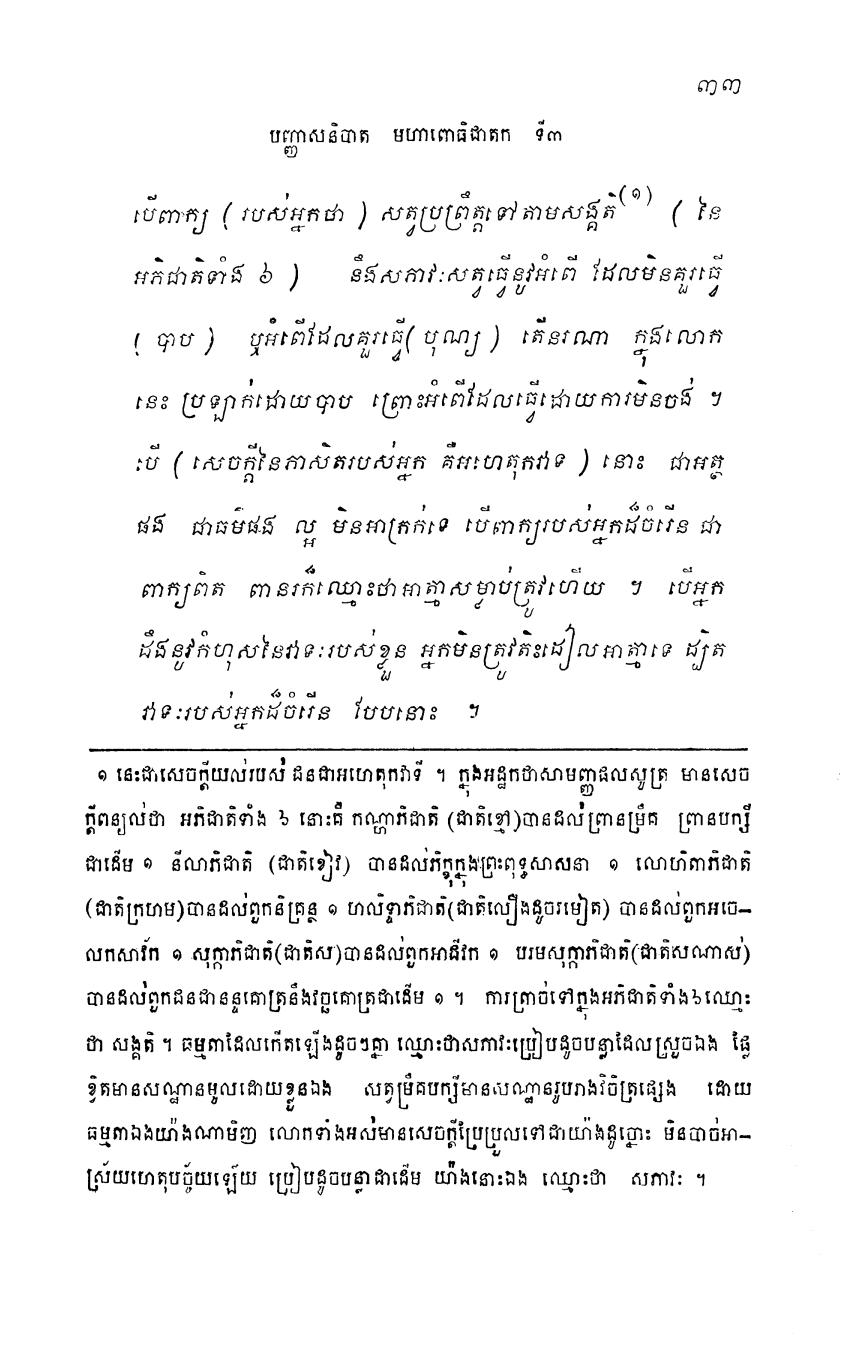 ៣៣
បញ្ញាសនិបាត មហាពោធិជាតក ទី៣
បើពាក្យ ( របស់អ្នកថា ) សត្វប្រព្រឹត្តទៅតាមសង្គតិ(១) ( នៃ
អភិជាតិទាំង ៦ ) នឹងសភាវៈសត្វធ្វើនូវអំពើ ដែលមិនគួរធ្វើ
( បាប ) ឬអំពើដែលគួរធ្វើ( បុណ្យ ) តើនរណា ក្នុងលោក
នេះ ប្រឡាក់ដោយបាប ព្រោះអំពើដែលធ្វើដោយការមិនចង់ ។
បើ ( សេចក្តីនៃភាសិតរបស់អ្នក គឺអហេតុកវាទ ) នោះ ជាអត្ថ
ផង ជាធម៌ផង ល្អ មិនអាក្រក់ទេ បើពាក្យរបស់អ្នកដ៏ចំរើន ជា
ពាក្យពិត ពានរក៏ឈ្មោះថាអាត្មាសម្លាប់ត្រូវហើយ ។ បើអ្នក
ដឹងនូវកំហុសនៃវាទៈរបស់ខ្លួន អ្នកមិនត្រូវតិះដៀលអាត្មាទេ ដ្បិត
វាទៈរបស់អ្នកដ៏ចំរើន បែបនោះ ។
១ នេះជាសេចក្តីយល់របស់ ជនជាអហេតុកវាទី ។ ក្នុងអដ្ឋកថាសាមញ្ញផលសូត្រ មានសេច
ក្តីពន្យល់ថា អភិជាតិទាំង ៦ នោះគឺ កណ្ហាភិជាតិ (ជាតិខ្មៅ)បានដល់ព្រានម្រឹគ ព្រានបក្សី
ជាដើម ១ នីលាភិជាតិ (ជាតិខៀវ) បានដល់ភិក្ខុក្នុងព្រះពុទ្ធសាសនា ១ លោហិតាភិជាតិ
(ជាតិក្រហម)បានដល់ពួកនិគ្រន្ថ ១ ហលិទ្ទាភិជាតិ(ជាតិលឿងដូចរមៀត) បានដល់ពួកអចេ–
លកសាវ័ក ១ សុក្កាភិជាតិ(ជាតិស)បានដល់ពួកអាជីវក ១ បរមសុក្កាភិជាតិ(ជាតិសណាស់)
បានដល់ពួកជនជានន្ទគោត្រនឹងវច្ឆគោត្រជាដើម ១ ។ ការត្រាច់ទៅក្នុងអភិជាតិទាំង៦ឈ្មោះ
ថា សង្គតិ ។ ធម្មតាដែលកើតឡើងដូចៗគ្នា ឈ្មោះថាសភាវៈប្រៀបដូចបន្លាដែលស្រួចឯង ផ្លែ
ខ្វិតមានសណ្ឋានមូលដោយខ្លួនឯង សត្វម្រឹគបក្សីមានសណ្ឋានរូបរាងវិចិត្រផ្សេង ដោយ
ធម្មតាឯងយ៉ាងណាមិញ លោកទាំងអស់មានសេចក្តីប្រែប្រួលទៅជាយ៉ាងដូច្នោះ មិនបាច់អា–
ស្រ័យហេតុបច្ច័យឡើយ ប្រៀបដូចបន្លាជាដើម យ៉ាងនោះឯង ឈ្មោះថា សភាវៈ ។